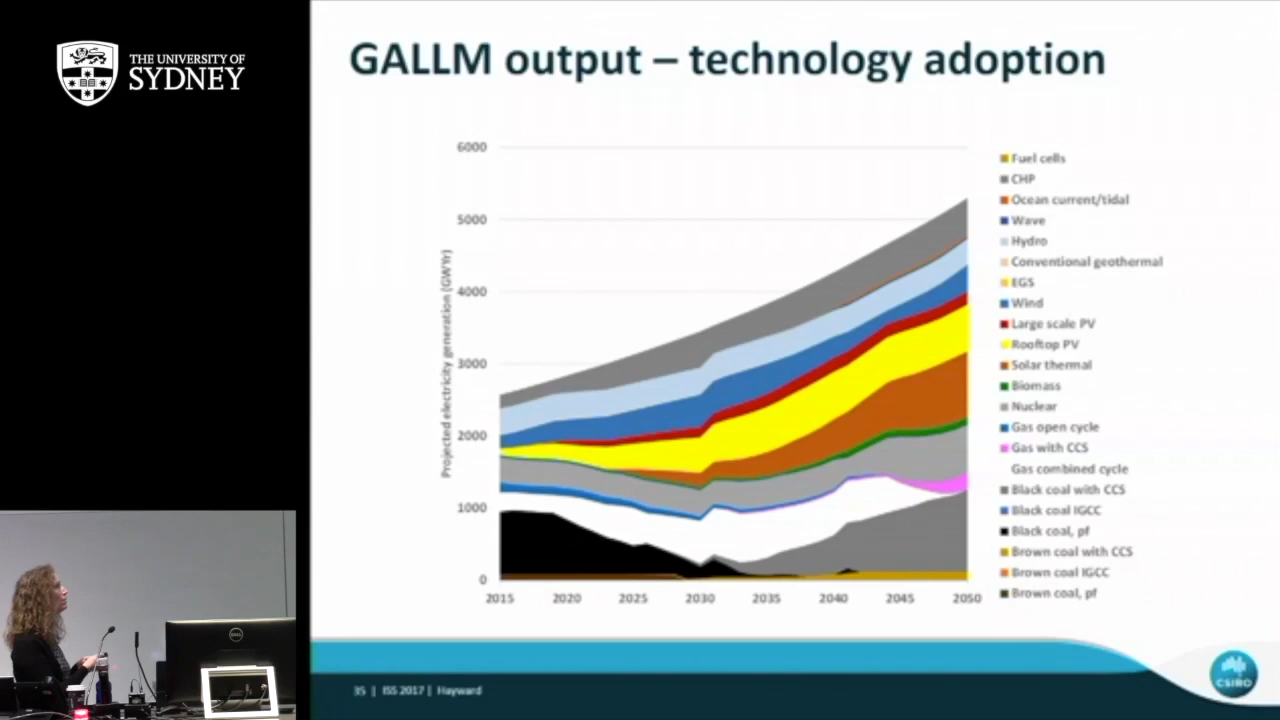 THE UNIVERSITY OF
SYDNEY
GALLM output – technology adoption
Projected electricity generation (GWYr)
6000
5000
4000
3000
2000
1000
0
2015
2020
2025
2030
2035
2040
2045
2050
Fuel cells
CHP
Ocean current/tidal
Wave
Hydro
Conventional geothermal
EGS
Wind
Large scale PV
Rooftop PV
Solar thermal
Biomass
Nuclear
Gas open cycle
Gas with CCS
Gas combined cycle
Black coal with CCS
Black coal IGCC
Black coal, pf
Brown coal with CCS
Brown coal IGCC
Brown coal, pf
DELL
35 | ISS 2017 | Hayward
CSIRO